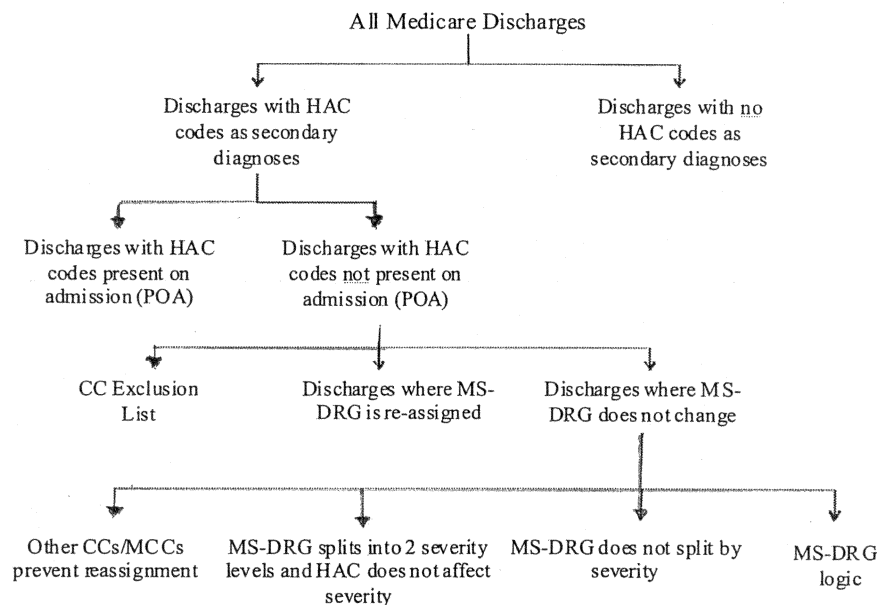 All Medicare Discharges
Discharges with HAC
codes as secondary
diagnoses
Discharges with no
HAC codes as
secondary diagnoses
Discharges with HAC
codes present on
admission (POA)
Discharges with HAC
codes not present on
admission (POA)
CC Exclusion
List
Discharges where MS-
DRG is re-assigned
Discharges where MS-
DRG does not change
Other CCs/MCCs
prevent reassignment
MS-DRG splits into 2 severity
levels and HAC does not affect
severity
MS-DRG does not split by
severity
MS-DRG
logic